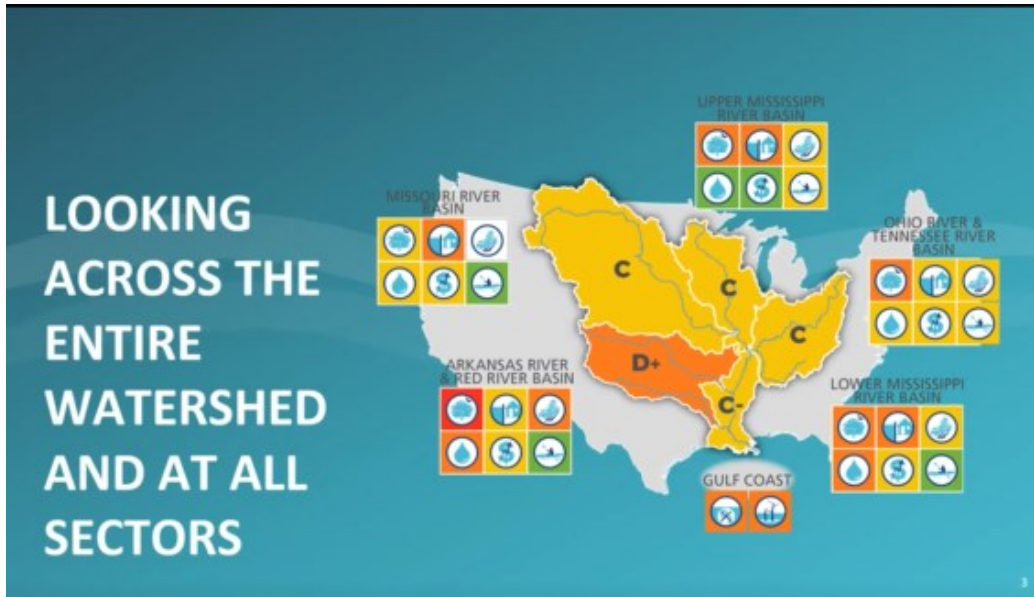 LOOKING
ACROSS THE
ENTIRE
WATERSHED
AND AT ALL
SECTORS
UPPER MISSISSIPPI
RIVER BASIN
MISSOURI RIVER
BASIN
OHIO RIVER &
TENNESSEE RIVER
BASIN
C
C
C
D+
C-
ARKANSAS RIVER
& RED RIVER BASIN
LOWER MISSISSIPPI
RIVER BASIN
GULF COAST
$
$
$
$
$
3